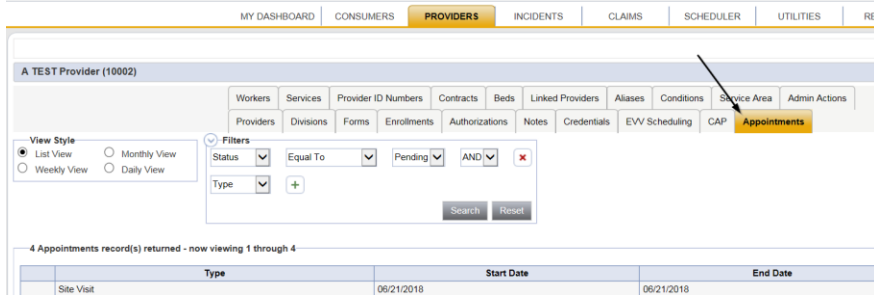 MY DASHBOARD CONSUMERS PROVIDERS INCIDENTS CLAIMS SCHEDULER UTILITIES RE
A TEST Provider (10002)
Workers Services Provider ID Numbers Contracts Beds Linked Providers Aliases Conditions Service Area Admin Actions
Providers Divisions Forms Enrollments Authorizations Notes Credentials EVV Scheduling CAP Appointments
View Style Filters
List View Monthly View Status Equal To Pending AND
Weekly View Daily View
Type
Search Reset
4 Appointments record(s) returned - now viewing 1 through 4
Type Start Date End Date
Site Visit 06/21/2018 06/21/2018